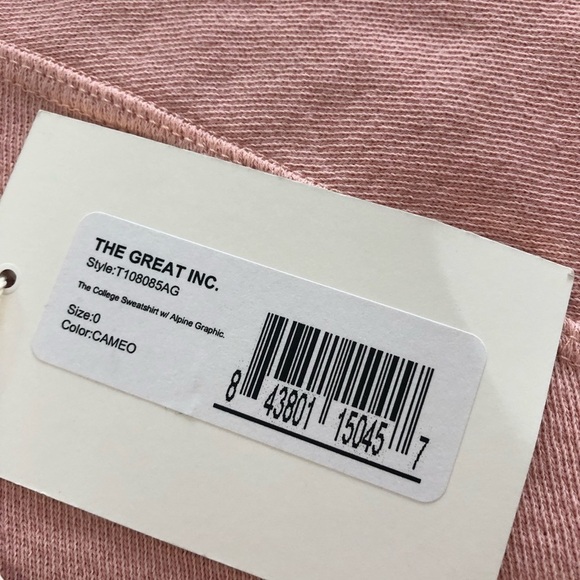 THE GREAT INC.
Style:T108085AG
The College Sweatshirt w/ Alpine Graphic.
Size:0
Color:CAMEO
8 43801 15045 7